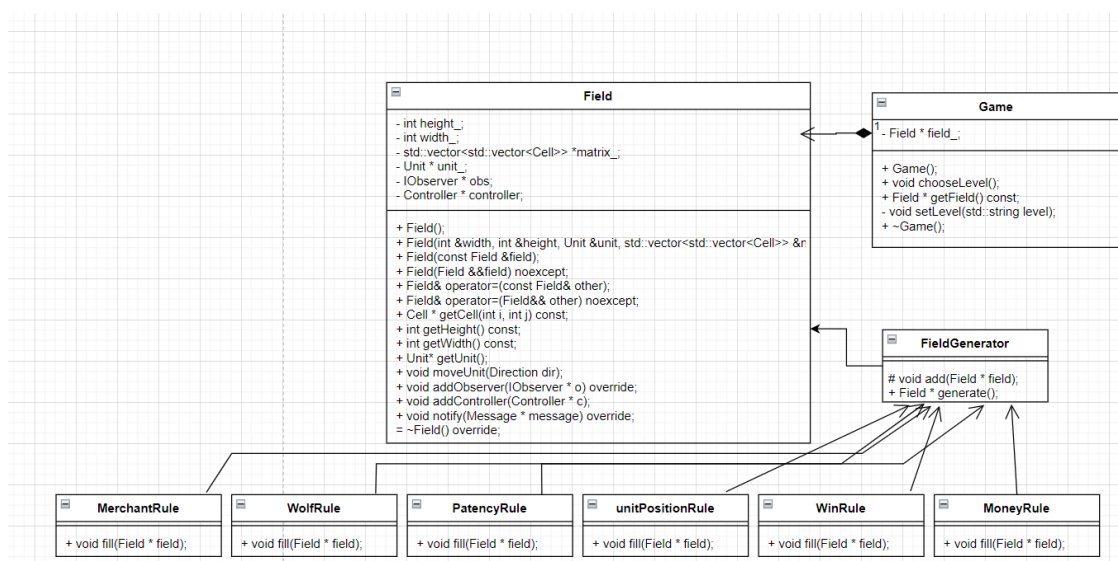 Field
- int height_;
- int width_;
- std::vector<std::vector<Cell>> *matrix_;
- Unit * unit_;
- IObserver * obs;
- Controller * controller;
+ Field();
+ Field(int &width, int &height, Unit &unit, std::vector<std::vector<Cell>> &
+ Field(const Field &field);
+ Field(Field &&field) noexcept;
+ Field& operator=(const Field& other);
+ Field& operator=(Field&& other) noexcept;
+ Cell * getCell(int i, int j) const;
+ int getHeight() const;
+ int getWidth() const;
+ Unit* getUnit();
+ void moveUnit(Direction dir);
+ void addObserver(IObserver * o) override;
+ void addController(Controller * c);
+ void notify(Message * message) override;
= ~Field() override;
Game
1
- Field * field_;
+ Game();
+ void chooseLevel();
+ Field * getField() const;
- void setLevel(std::string level);
+ ~Game();
FieldGenerator
# void add(Field * field);
+ Field * generate();
MerchantRule
+ void fill(Field * field);
WolfRule
+ void fill(Field * field);
PatencyRule
+ void fill(Field * field);
unitPositionRule
+ void fill(Field * field);
WinRule
+ void fill(Field * field);
MoneyRule
+ void fill(Field * field);